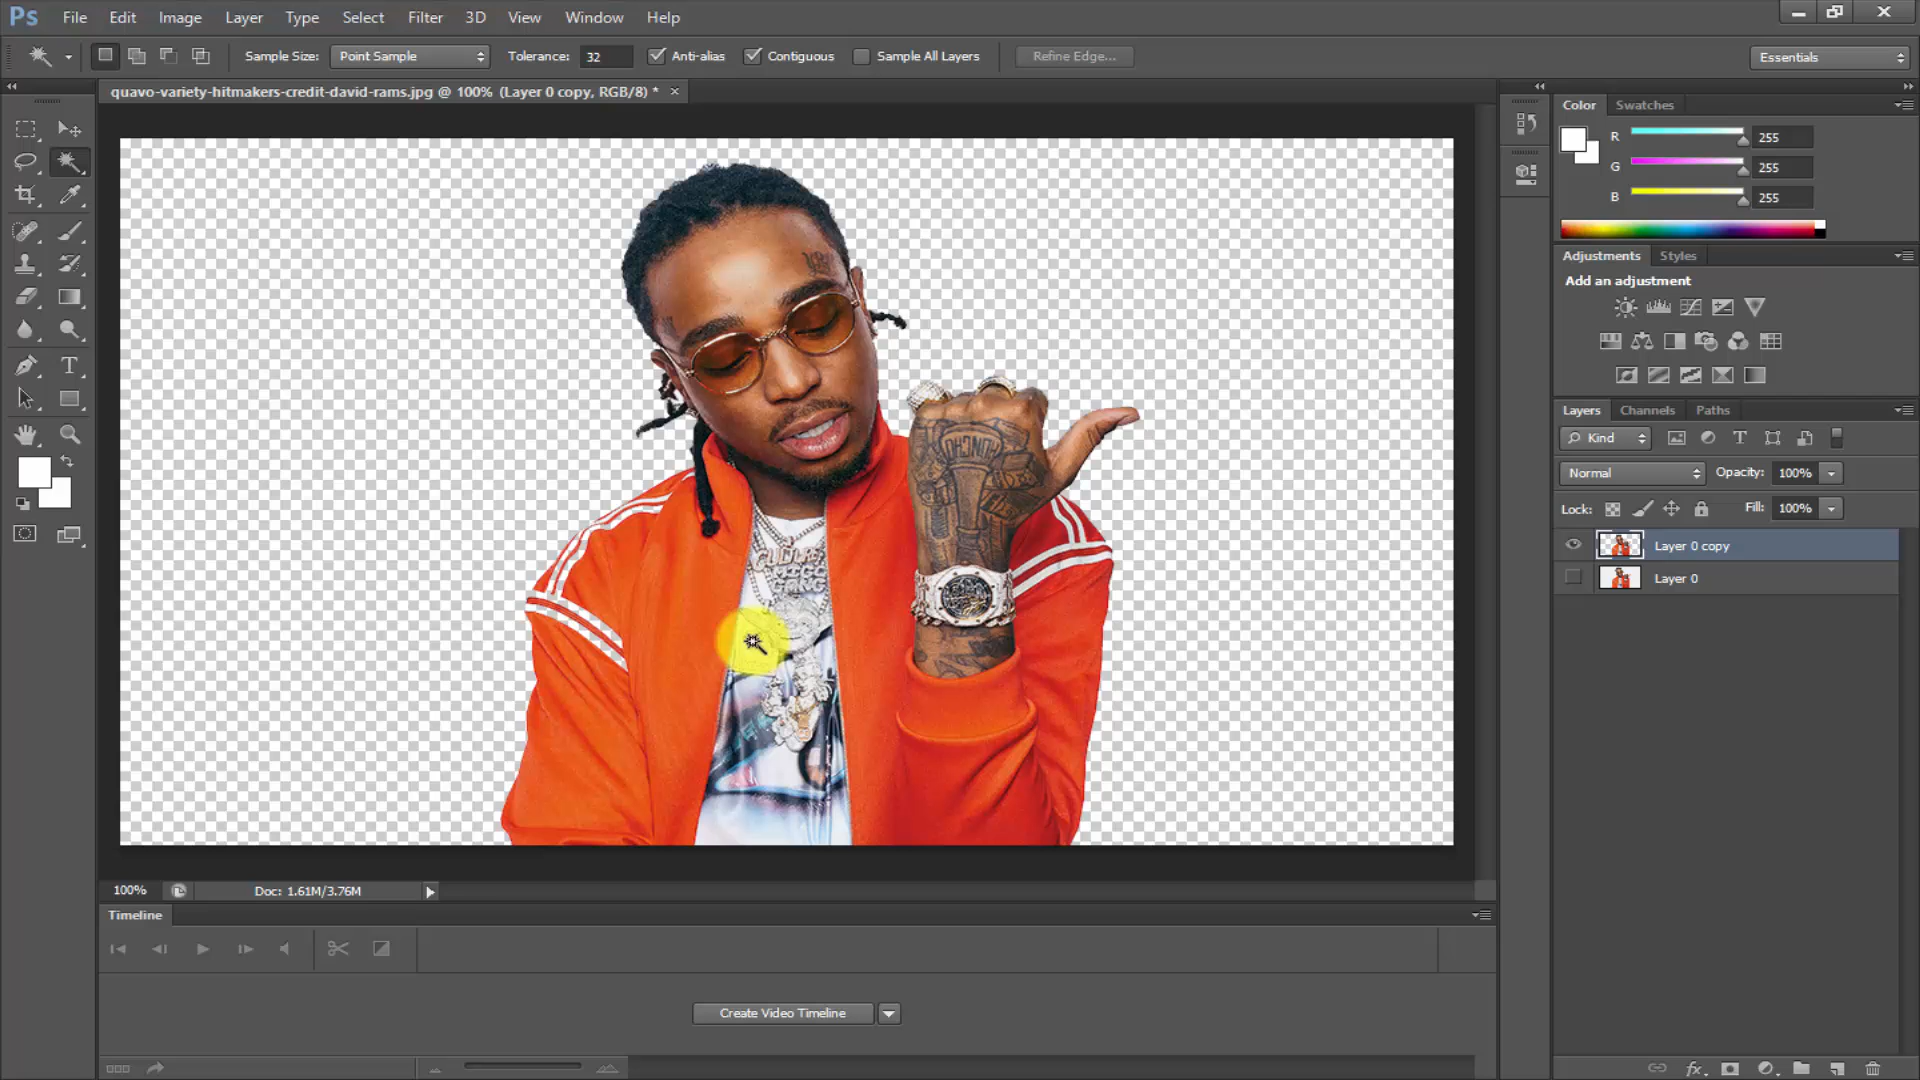 Ps File Edit Image Layer Type Select Filter 3D View Window Help
Sample Size: Point Sample Tolerance: 32 Anti-alias Contiguous Sample All Layers Refine Edge... Essentials
quavo-variety-hitmakers-credit-david-rams.jpg @ 100% (Layer 0 copy, RGB/8) * ×
Color Swatches
R 255
G 255
B 255
Adjustments Styles
Add an adjustment
Layers Channels Paths
Kind
Normal Opacity: 100%
Lock: Fill: 100%
Layer 0 copy
Layer 0
100% Doc: 1.61M/3.76M
Timeline
Create Video Timeline
fx